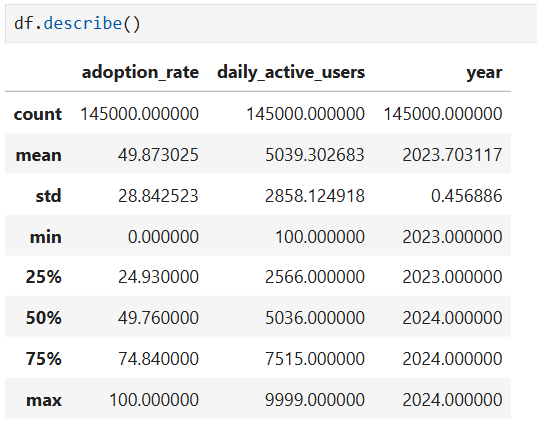 df.describe()
adoption_rate daily_active_users year
count 145000.000000 145000.000000 145000.000000
mean 49.873025 5039.302683 2023.703117
std 28.842523 2858.124918 0.456886
min 0.000000 100.000000 2023.000000
25% 24.930000 2566.000000 2023.000000
50% 49.760000 5036.000000 2024.000000
75% 74.840000 7515.000000 2024.000000
max 100.000000 9999.000000 2024.000000